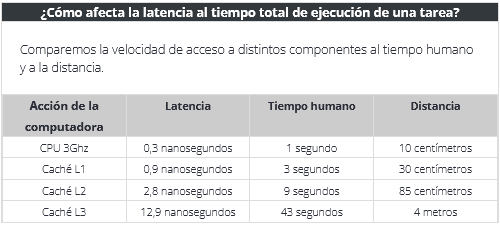 ¿Cómo afecta la latencia al tiempo total de ejecución de una tarea?
Comparemos la velocidad de acceso a distintos componentes al tiempo humano
y a la distancia.
Acción de la computadora Latencia Tiempo humano Distancia
CPU 3Ghz 0,3 nanosegundos 1 segundo 10 centímetros
Caché L1 0,9 nanosegundos 3 segundos 30 centímetros
Caché L2 2,8 nanosegundos 9 segundos 85 centímetros
Caché L3 12,9 nanosegundos 43 segundos 4 metros